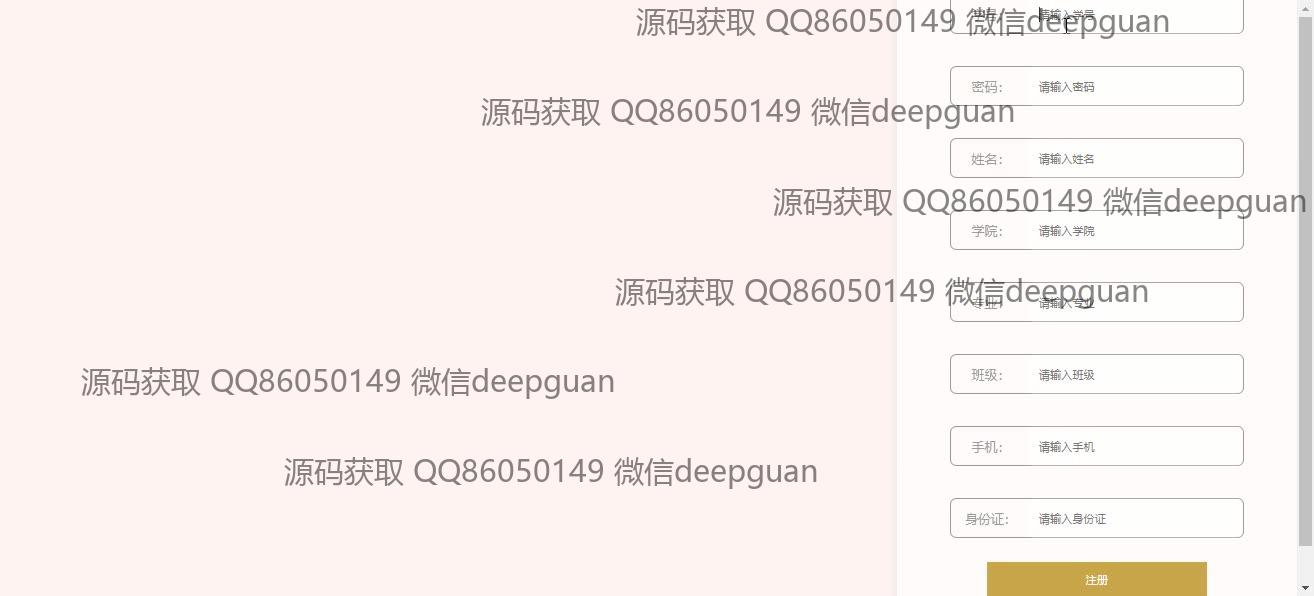 源码获取 QQ86050149 微信deepguan
学号: 请输入学号
密码: 请输入密码
源码获取 QQ86050149 微信deepguan
姓名: 请输入姓名
源码获取 QQ86050149 微信deepguan
学院: 请输入学院
源码获取 QQ86050149 微信deepguan
专业: 请输入专业
班级: 请输入班级
源码获取 QQ86050149 微信deepguan
手机: 请输入手机
源码获取 QQ86050149 微信deepguan
身份证: 请输入身份证
注册